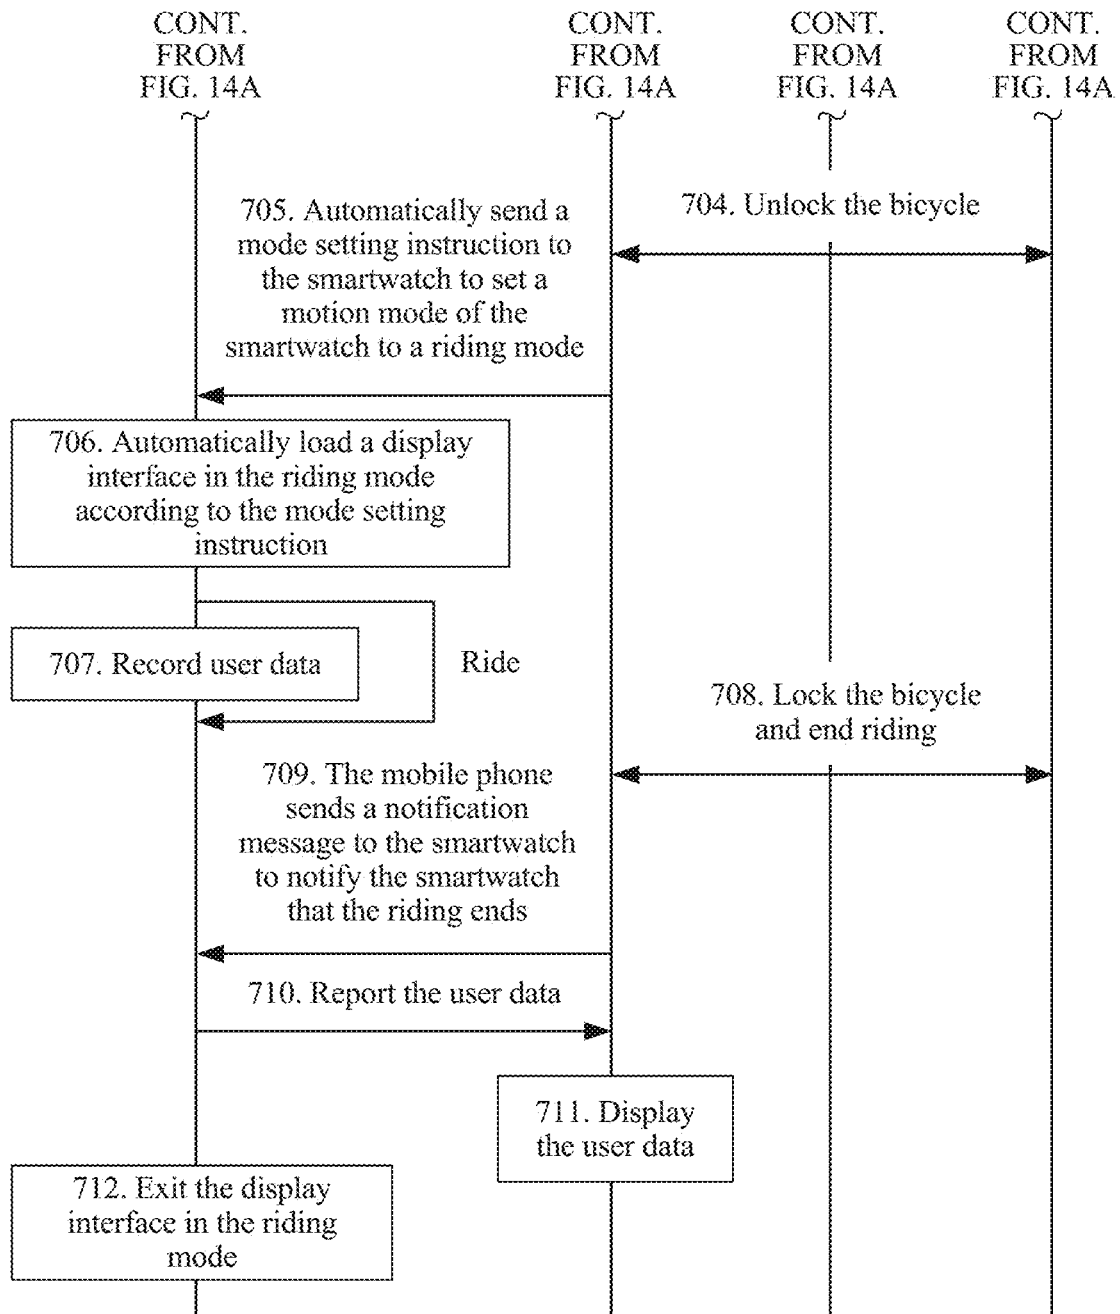 CONT.
FROM
FIG. 14A
CONT.
FROM
FIG. 14A
CONT.
FROM
FIG. 14A
CONT.
FROM
FIG. 14A
704. Unlock the bicycle
705. Automatically send a
mode setting instruction to
the smartwatch to set a
motion mode of the
smartwatch to a riding mode
706. Automatically load a display
interface in the riding mode
according to the mode setting
instruction
707. Record user data
Ride
708. Lock the bicycle
and end riding
709. The mobile phone
sends a notification
message to the smartwatch
to notify the smartwatch
that the riding ends
710. Report the user data
711. Display
the user data
712. Exit the display
interface in the riding
mode